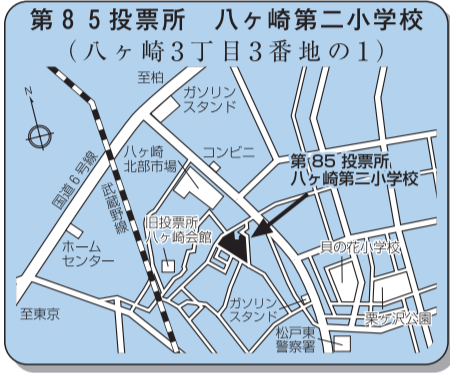 第85投票所 八ヶ崎第二小学校
(八ヶ崎3丁目3番地の1)
至柏
ガソリン
スタンド
N
国道6号線
八ヶ崎
北部市場
コンビニ
第85投票所
八ヶ崎第二小学校
武蔵野線
旧投票所
八ヶ崎会館
ホーム
センター
貝の花小学校
至東京
ガソリン
スタンド
栗ヶ沢公園
松戸東
警察署